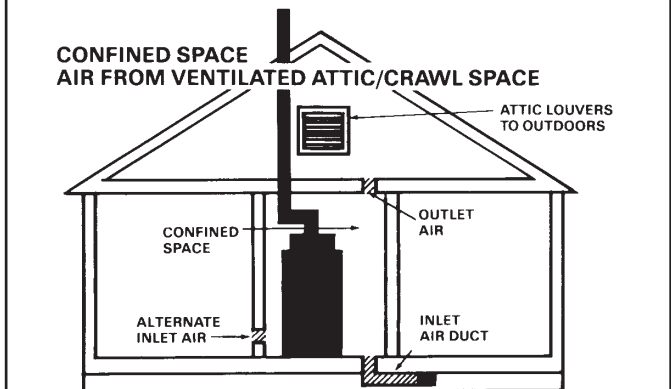 CONFINED SPACE
AIR FROM VENTILATED ATTIC/CRAWL SPACE
ATTIC LOUVERS
TO OUTDOORS
OUTLET
AIR
CONFINED
SPACE
ALTERNATE
INLET AIR
INLET
AIR DUCT